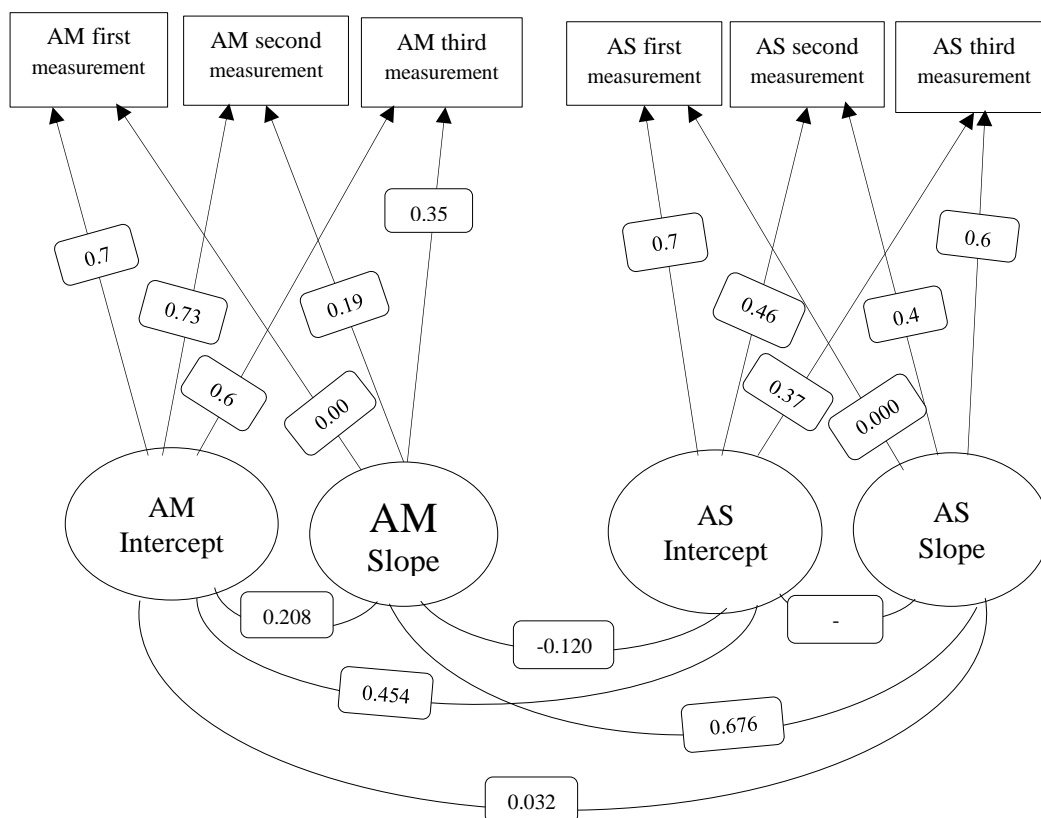 AM first
measurement
AM second
measurement
AM third
measurement
AS first
measurement
AS second
measurement
AS third
measurement
0.7
0.73
0.6
0.00
0.19
0.35
0.7
0.46
0.37
0.000
0.4
0.6
AM
Intercept
AM
Slope
AS
Intercept
AS
Slope
0.208
-0.120
-
0.454
0.676
0.032